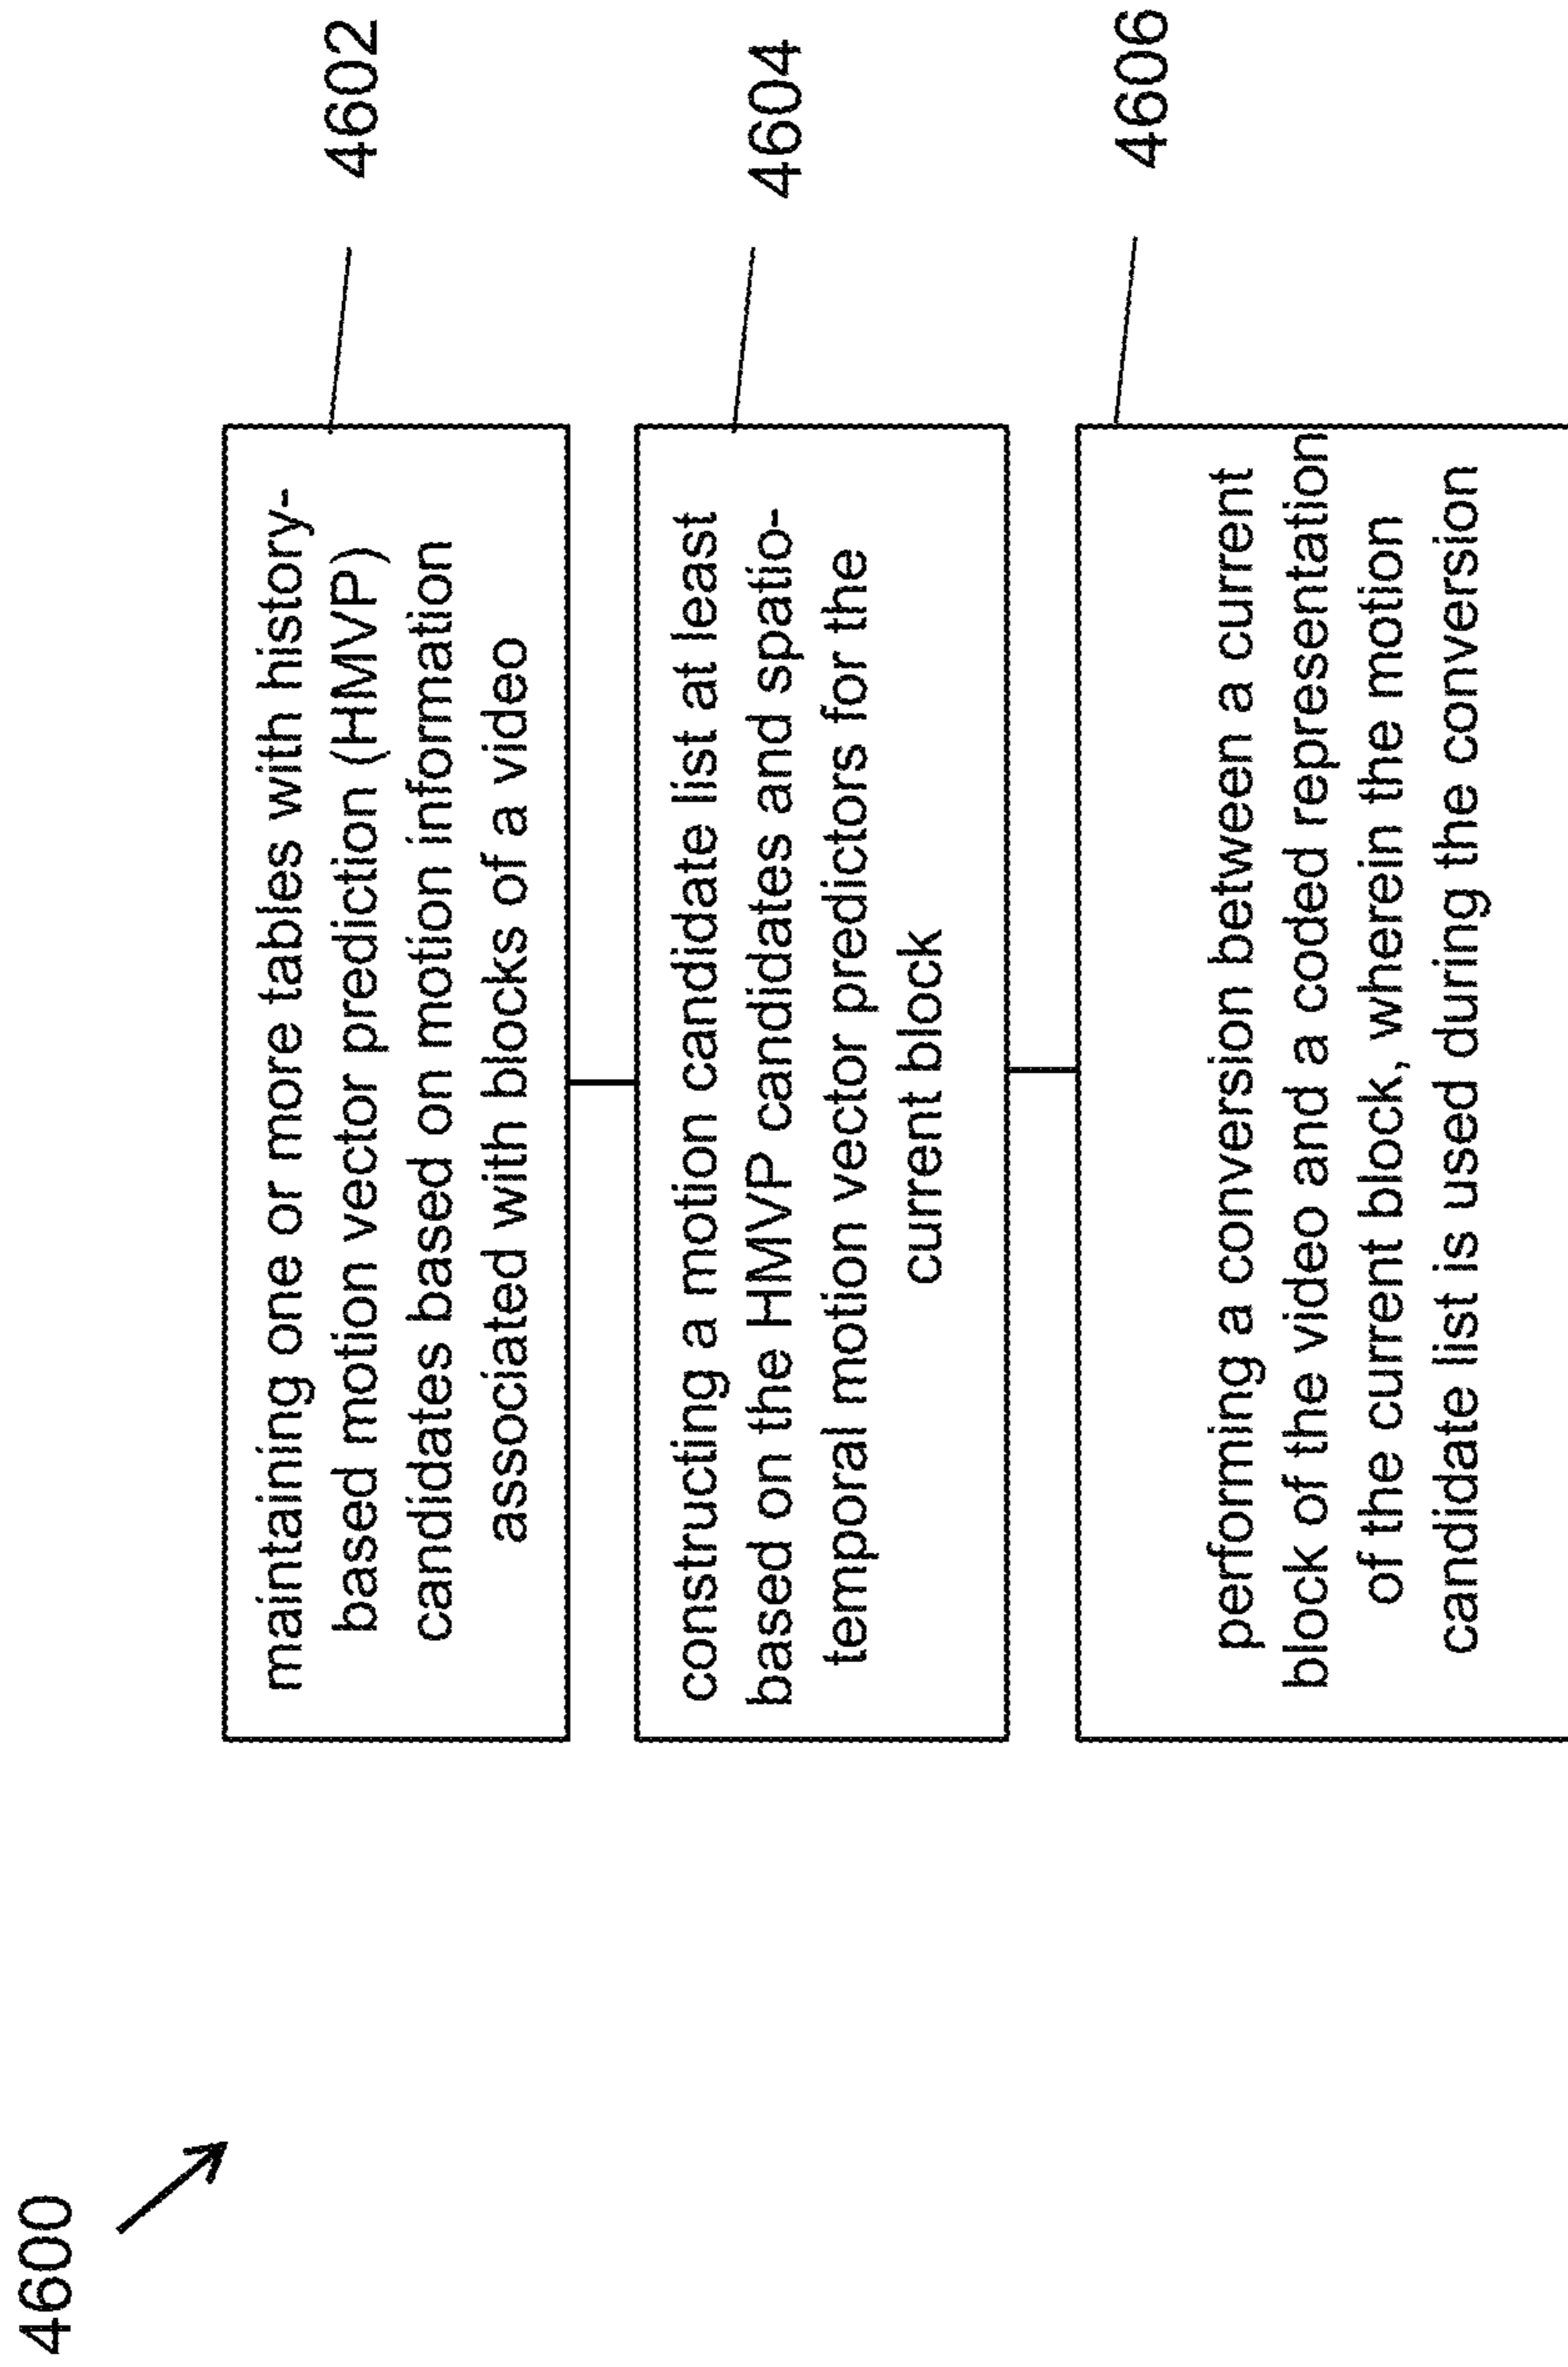 4600
maintaining one or more tables with history-
based motion vector prediction (HMVP)
candidates based on motion information
associated with blocks of a video
4602
constructing a motion candidate list at least
based on the HMVP candidates and spatio-
temporal motion vector predictors for the
current block
4604
performing a conversion between a current
block of the video and a coded representation
of the current block, wherein the motion
candidate list is used during the conversion
4606